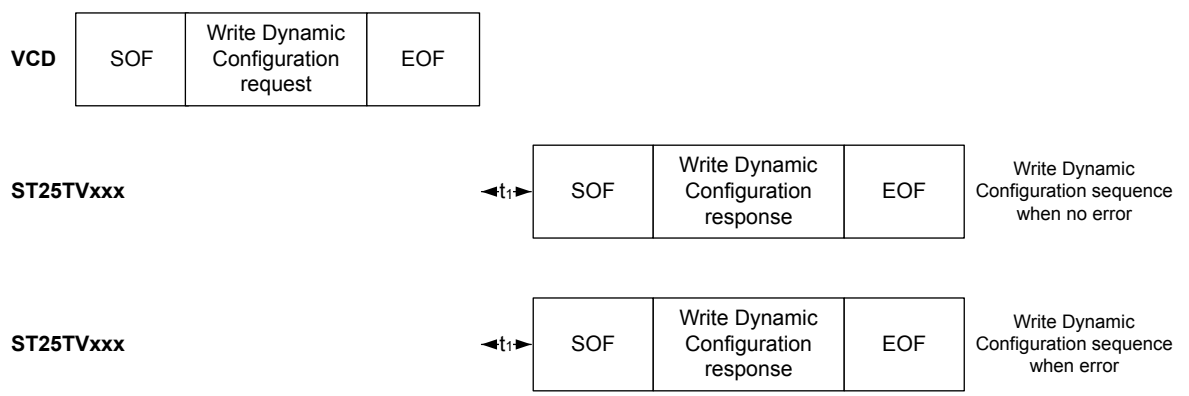 VCD
SOF
Write Dynamic
Configuration
request
EOF
ST25TVxxx
t1
SOF
Write Dynamic
Configuration
response
EOF
Write Dynamic
Configuration sequence
when no error
ST25TVxxx
t1
SOF
Write Dynamic
Configuration
response
EOF
Write Dynamic
Configuration sequence
when error